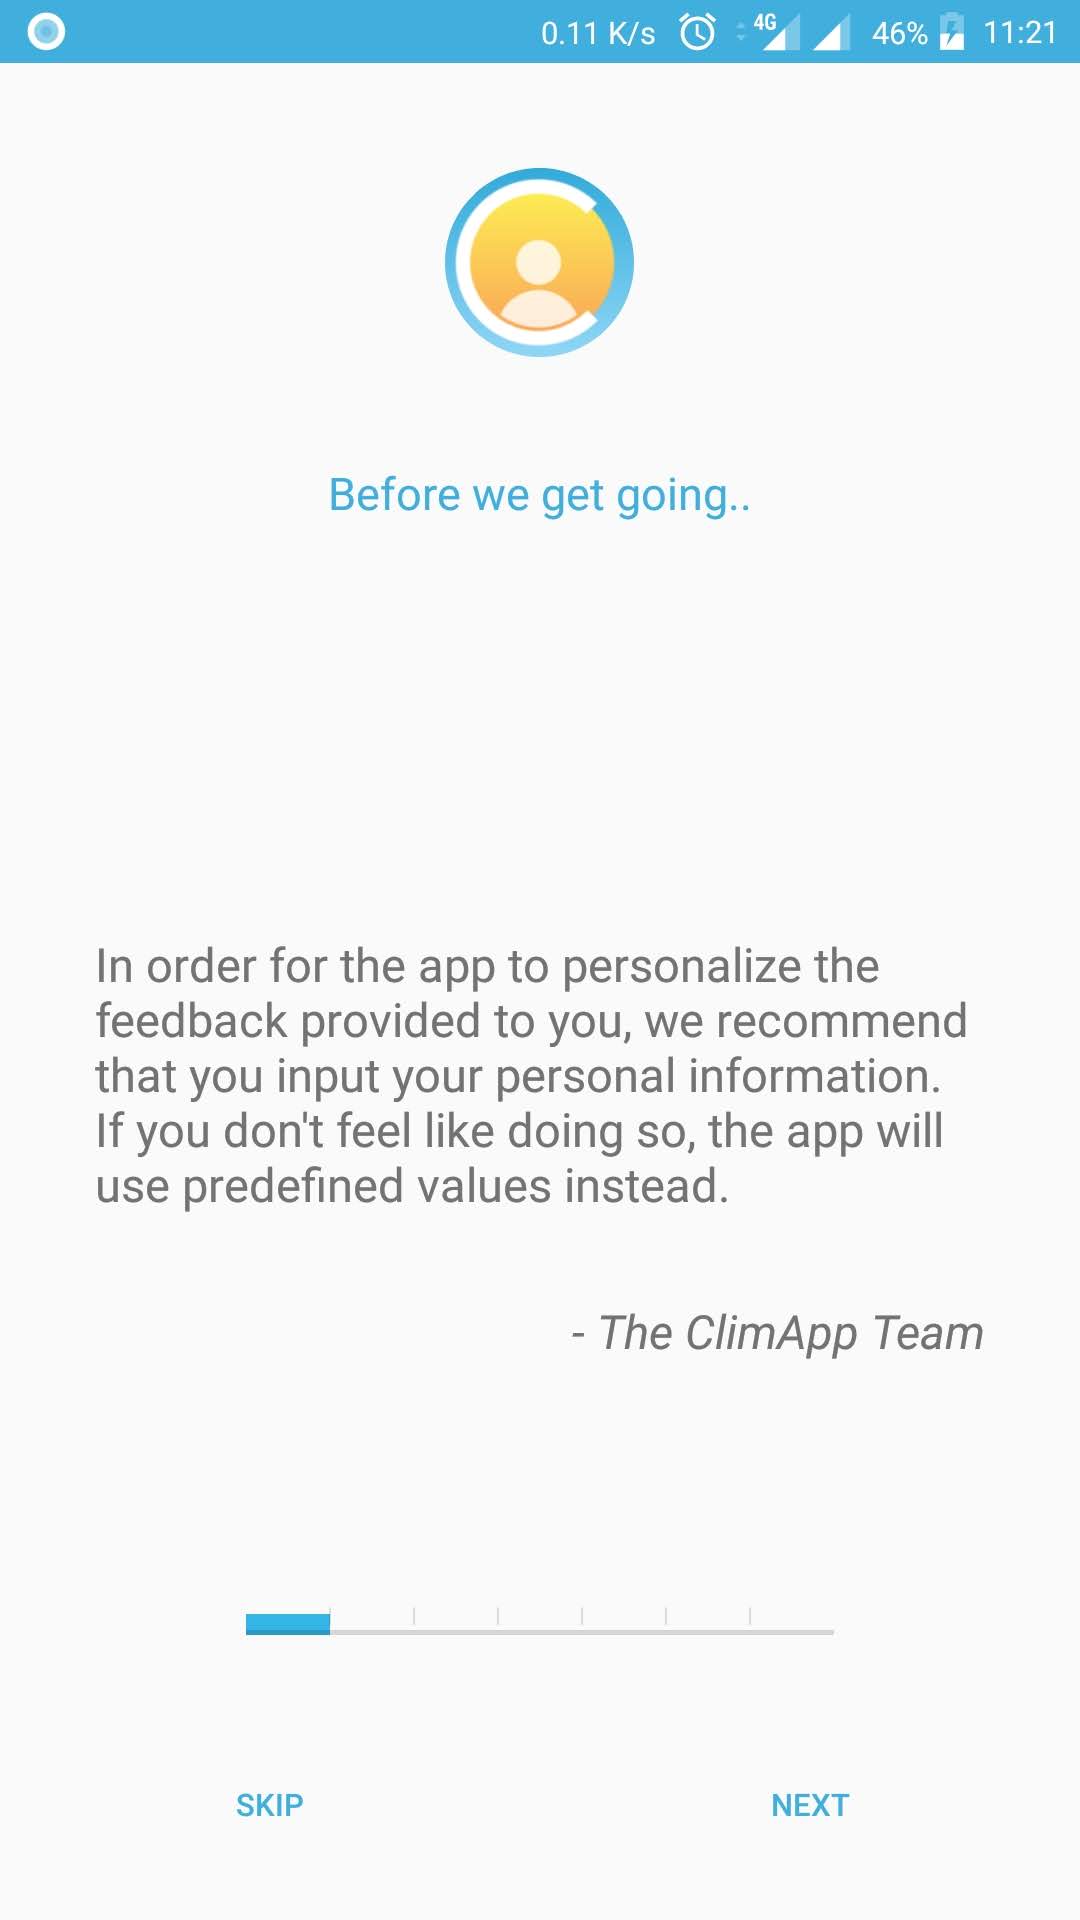 0.11 K/s 4G 46% 11:21
Before we get going..
In order for the app to personalize the
feedback provided to you, we recommend
that you input your personal information.
If you don't feel like doing so, the app will
use predefined values instead.
- The ClimApp Team
SKIP NEXT